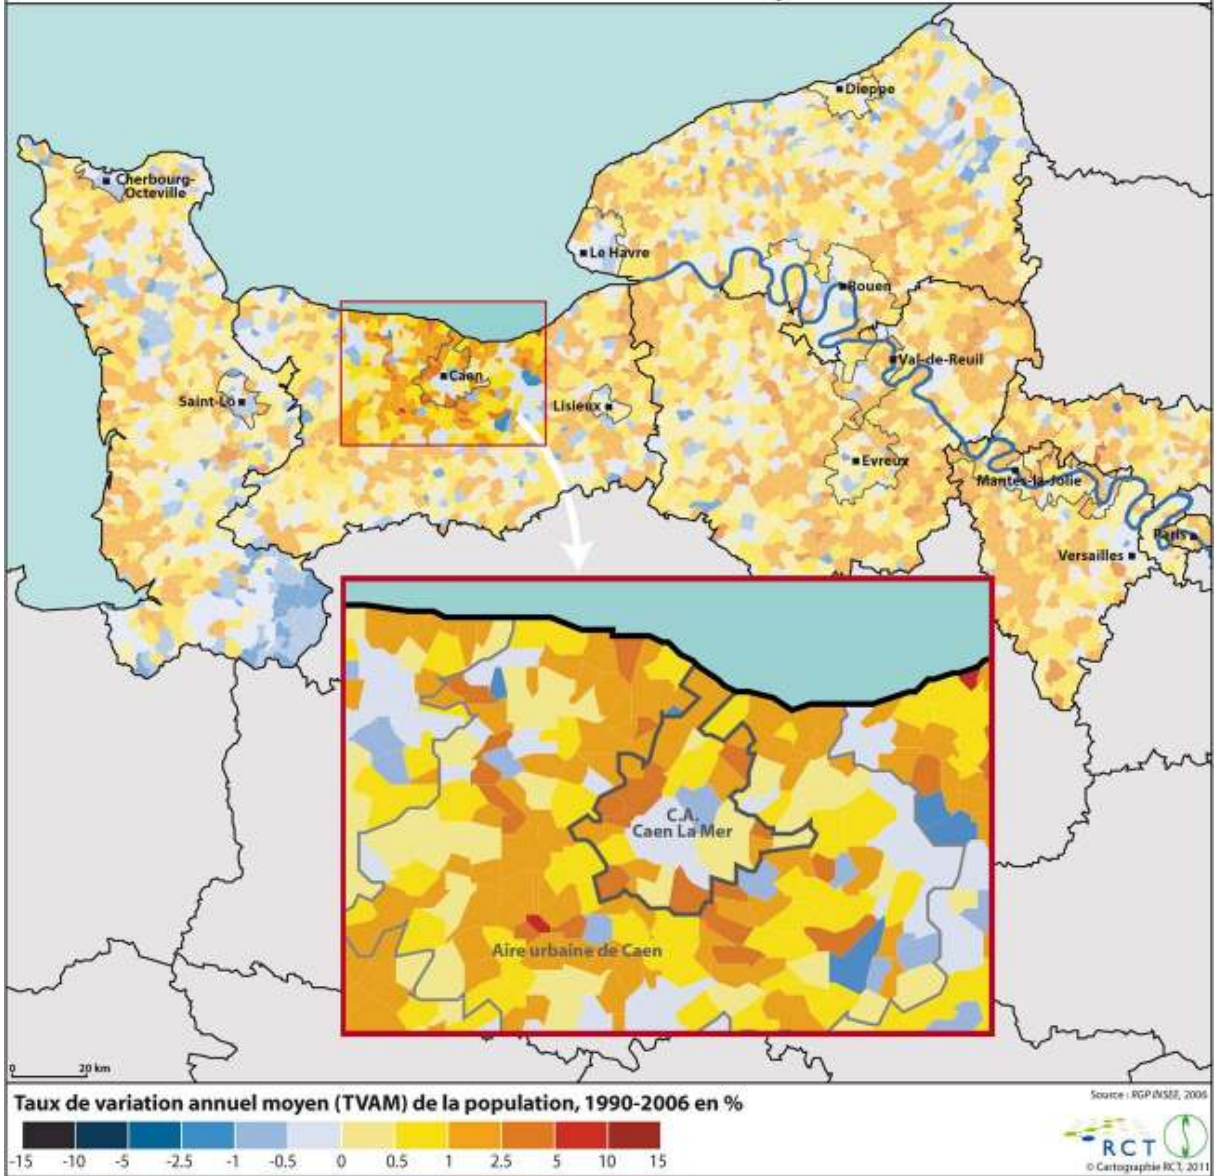 Dieppe
Cherbourg-
Octeville
Le Havre
Rouen
Val-de-Reuil
Caen
Saint-Lô
Lisieux
Evreux
Mantes-la-Jolie
Paris
Versailles
C.A.
Caen La Mer
Aire urbaine de Caen
0 20 km
Taux de variation annuel moyen (TVAM) de la population, 1990-2006 en %
Source : RGP INSEE, 2006
-15 -10 -5 -2.5 -1 -0.5 0 0.5 1 2.5 5 10 15
RCT
© Cartographie RCT, 2011